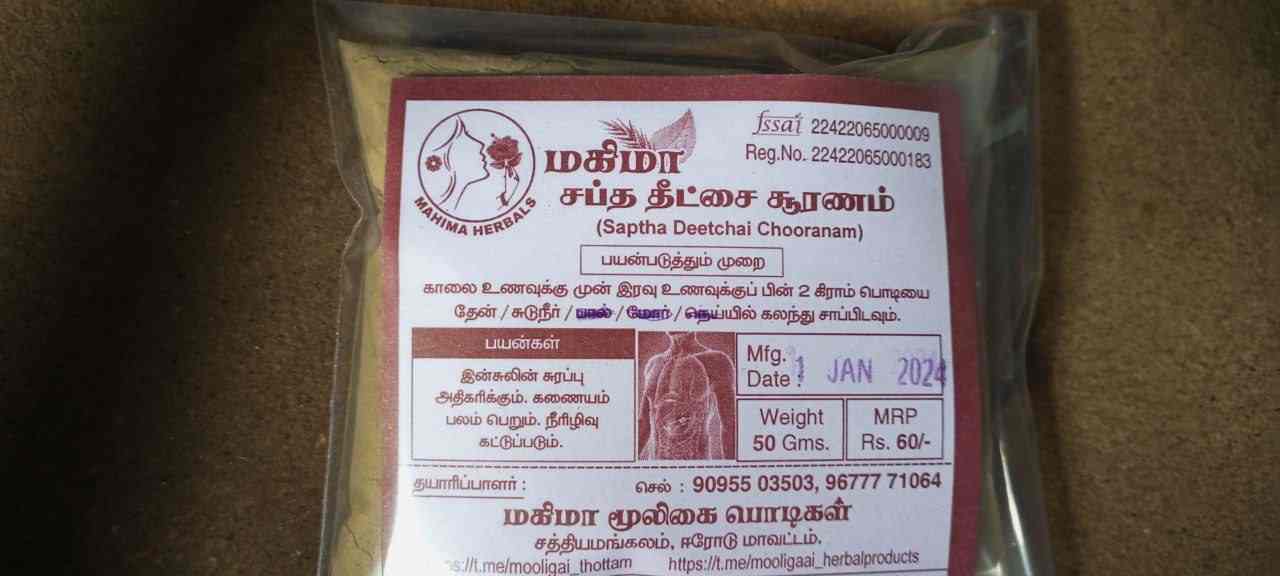 MAHIMA HERBALS
fssai 22422065000009
Reg.No. 22422065000183
மகிமா
சப்த தீட்சை சூரணம்
(Saptha Deetchai Chooranam)
பயன்படுத்தும் முறை
காலை உணவுக்கு முன் இரவு உணவுக்குப் பின் 2 கிராம் பொடியை
தேன் / சுடுநீர் / பால் / மோர் / நெய்யில் கலந்து சாப்பிடவும்.
பயன்கள்
இன்சுலின் சுரப்பு
அதிகரிக்கும். கணையம்
பலம் பெறும். நீரிழிவு
கட்டுப்படும்.
Mfg.
Date : 1 JAN 2024
Weight
50 Gms.
MRP
Rs. 60/-
தயாரிப்பாளர் :
செல் : 90955 03503, 96777 71064
மகிமா மூலிகை பொடிகள்
சத்தியமங்கலம், ஈரோடு மாவட்டம்.
s://t.me/mooligai_thottam https://t.me/mooligaai_herbalproducts